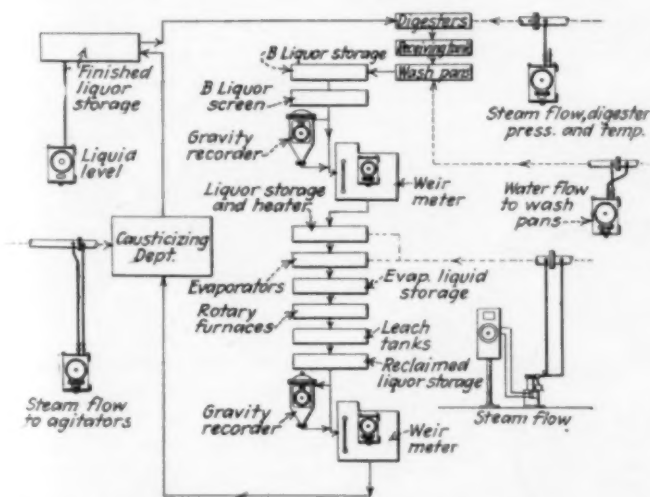 Digesters
B Liquor storage
Receiving tank
Wash pans
Finished
liquor
storage
B Liquor
screen
Steam flow, digester
press. and temp.
Gravity
recorder
Liquid
level
Weir
meter
Liquor storage
and heater
Water flow
to wash
pans
Causticizing
Dept.
Evaporators
Evap. liquid
storage
Rotary
furnaces
Leach
tanks
Reclaimed
liquor storage
Steam flow
to agitators
Gravity
recorder
Weir
meter
Steam flow